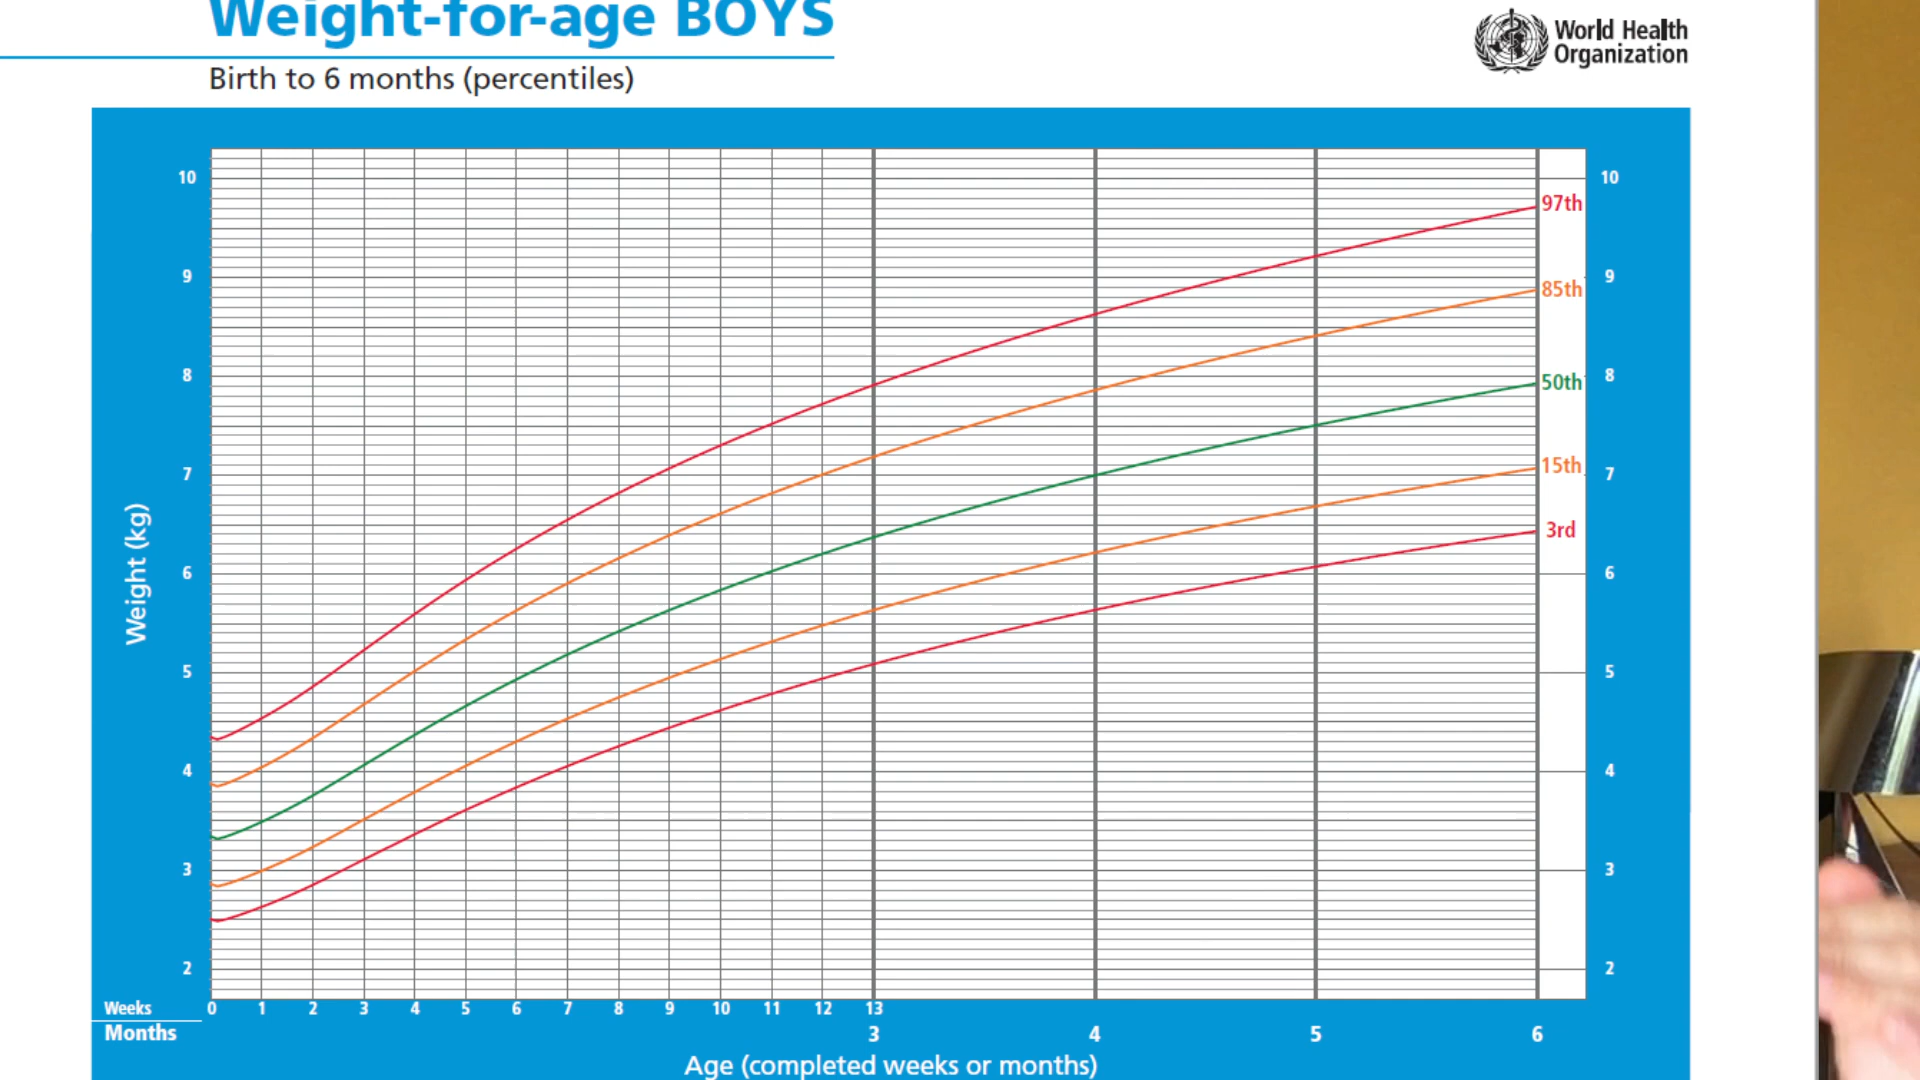 Weight-for-age BOYS
World Health
Organization
Birth to 6 months (percentiles)
10 10
97th
9 85th 9
8 50th 8
7 15th 7
3rd
Weight (kg)
6 6
5 5
4 4
3 3
2 2
Weeks 0 1 2 3 4 5 6 7 8 9 10 11 12 13
Months 3 4 5 6
Age (completed weeks or months)